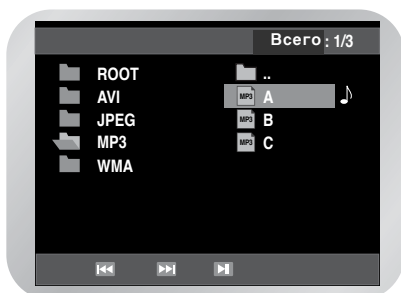 Всего : 1/3
ROOT
AVI
JPEG
MP3
WMA
..
MP3 A
MP3 B
MP3 C